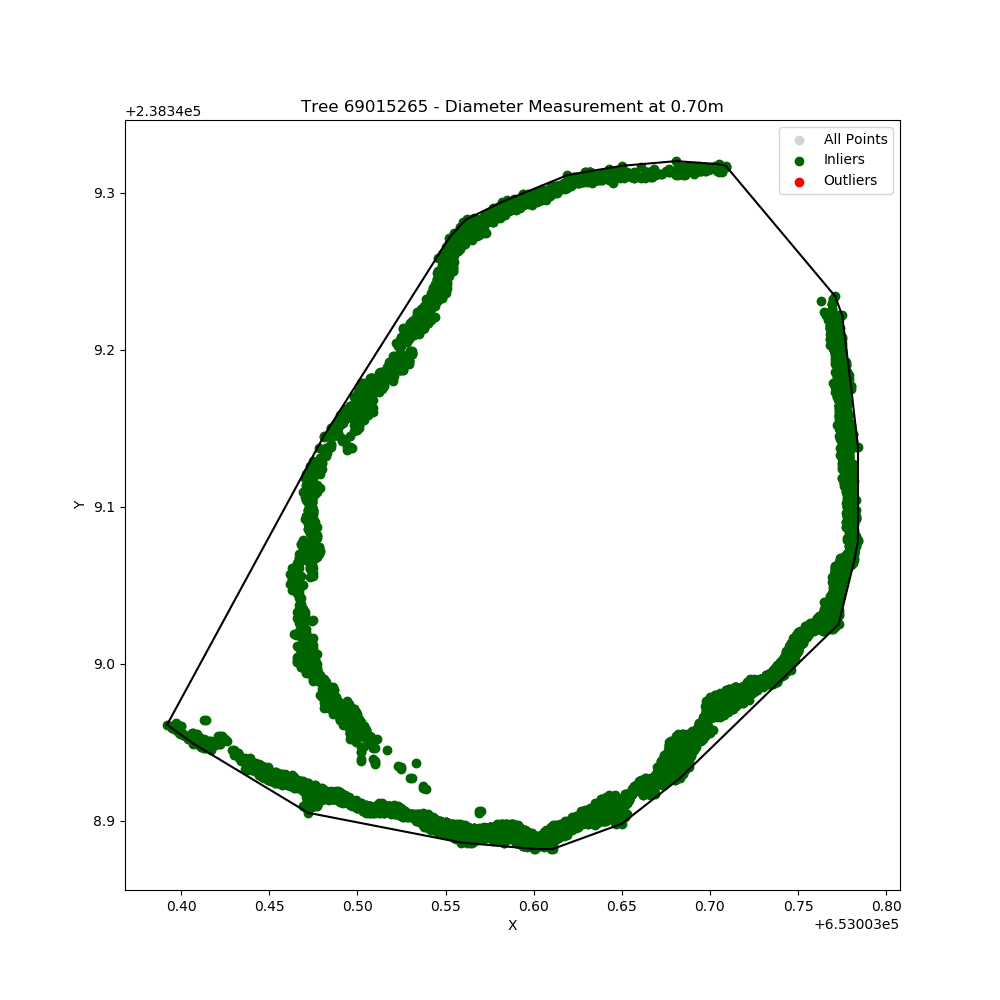 Tree 69015265 - Diameter Measurement at 0.70m
+2.3834e5
All Points
Inliers
Outliers
9.3
9.2
9.1
9.0
8.9
Y
0.40 0.45 0.50 0.55 0.60 0.65 0.70 0.75 0.80
X
+6.53003e5